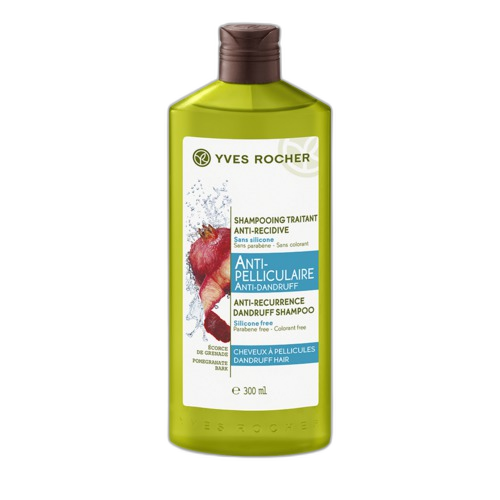 YVES ROCHER
SHAMPOOING TRAITANT
ANTI-RECIDIVE
Sans silicone
Sans parabène - Sans colorant
ANTI-
PELLICULAIRE
ANTI-DANDRUFF
ANTI-RECURRENCE
DANDRUFF SHAMPOO
Silicone free
Parabene free - Colorant free
ÉCORCE
DE GRENADE
POMEGRANATE
BARK
CHEVEUX À PELLICULES
DANDRUFF HAIR
e 300 ml
YVES ROCHER